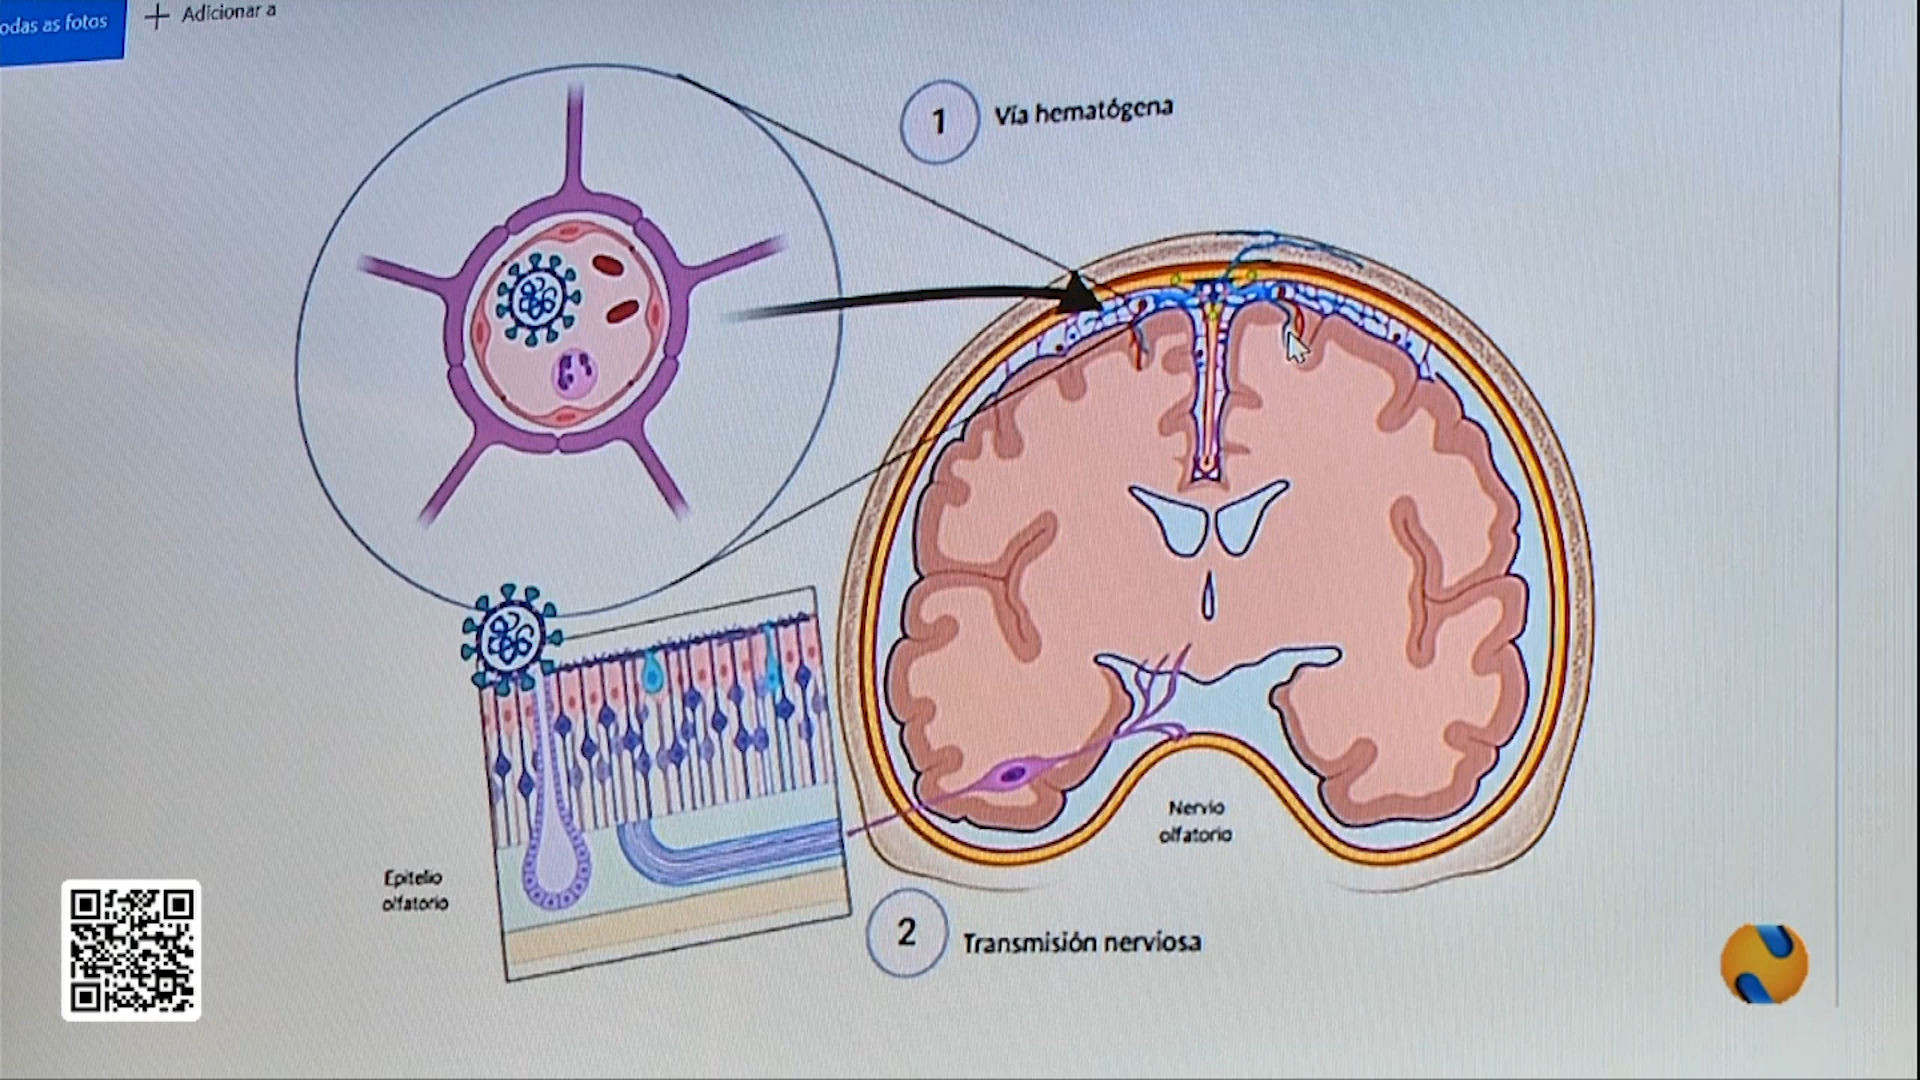 odas as fotos
Adicionar a
1
Vía hematógena
Nervio
olfatorio
Epitelio
olfatorio
2
Transmisión nerviosa